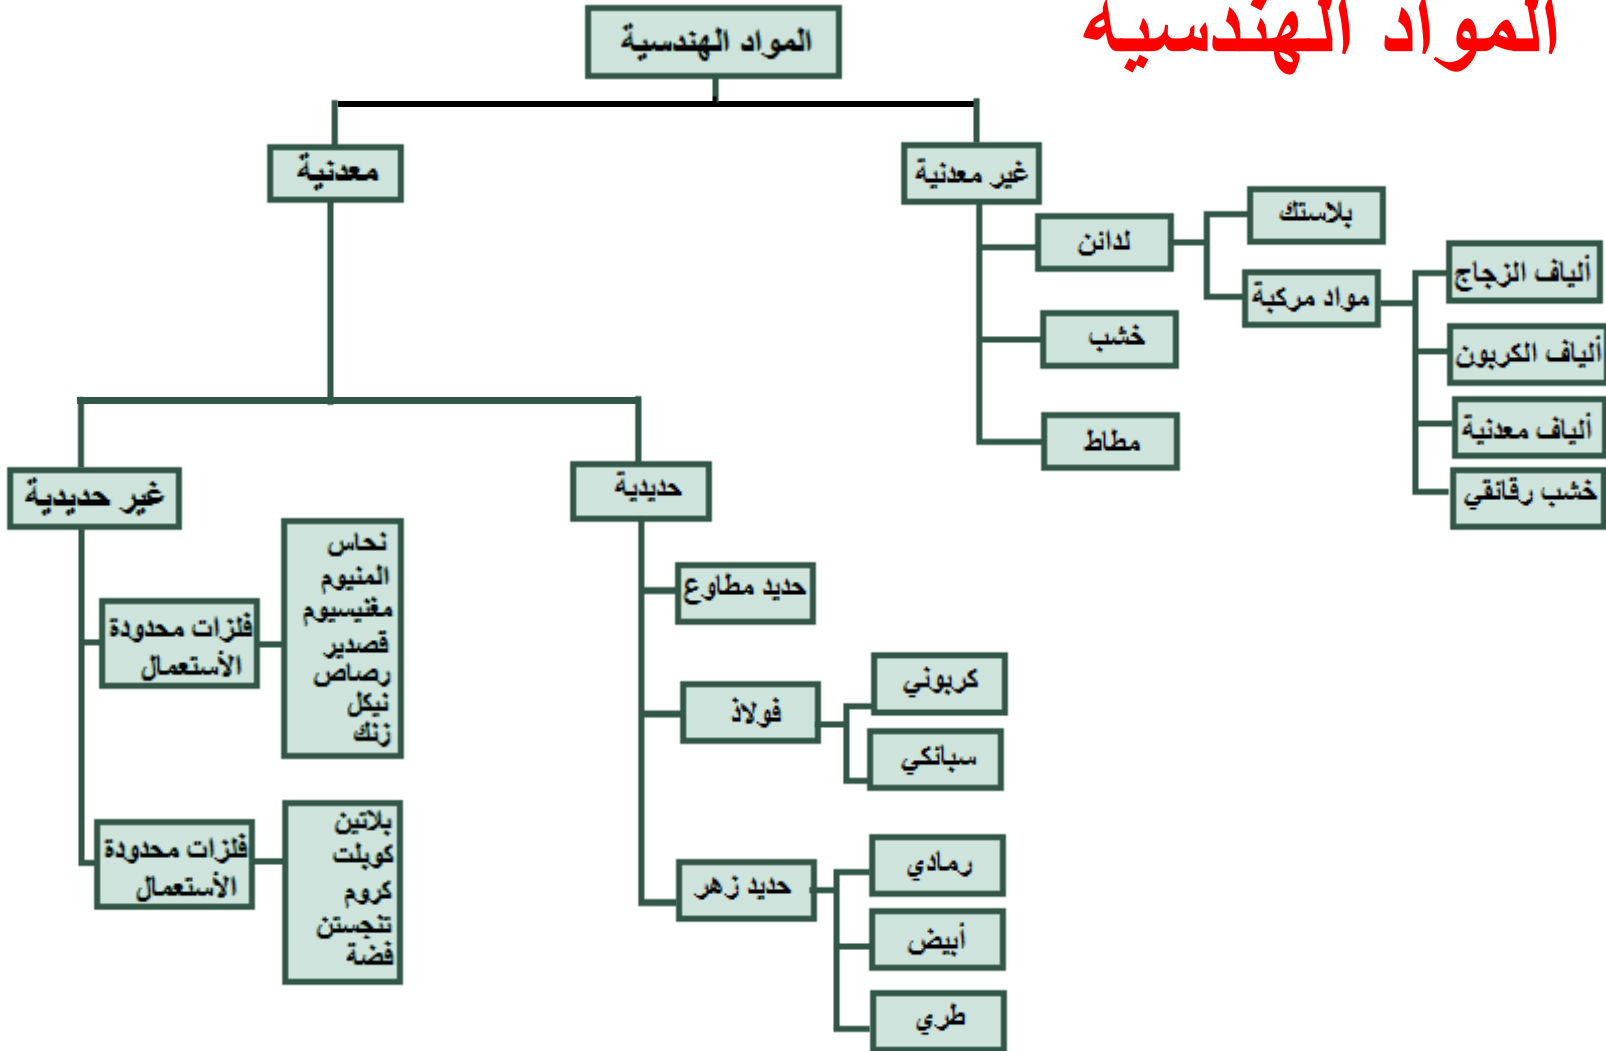 المواد الهندسيه
المواد الهندسية
معدنية
غير معدنية
لدائن
بلاستك
مواد مركبة
ألياف الزجاج
ألياف الكربون
ألياف معدنية
خشب رقائقي
خشب
مطاط
حديدية
حديد مطاوع
فولاذ
كربوني
سبائكي
حديد زهر
رمادي
أبيض
طري
غير حديدية
فلزات محدودة
الأستعمال
نحاس
المنيوم
مغنيسيوم
قصدير
رصاص
نيكل
زنك
فلزات محدودة
الأستعمال
بلاتين
كوبلت
كروم
تنجستن
فضة